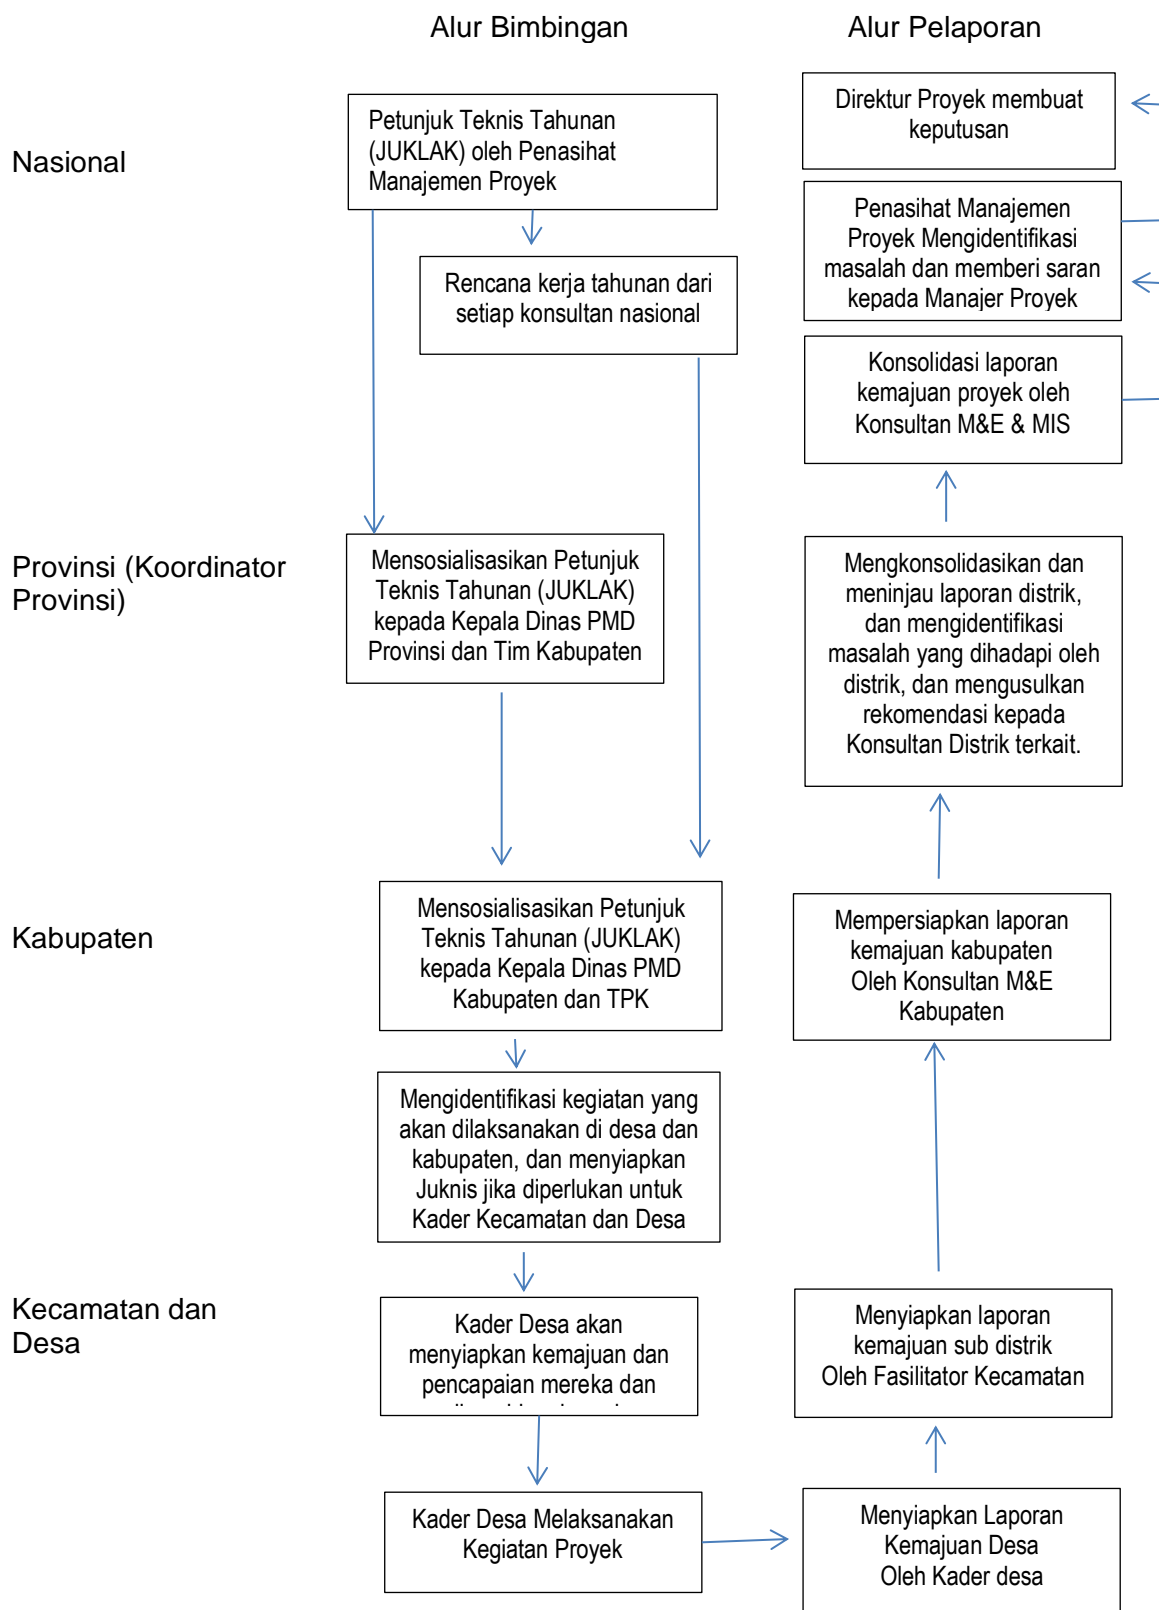 Alur Bimbingan
Alur Pelaporan
Nasional
Petunjuk Teknis Tahunan
(JUKLAK) oleh Penasihat
Manajemen Proyek
Rencana kerja tahunan dari
setiap konsultan nasional
Direktur Proyek membuat
keputusan
Penasihat Manajemen
Proyek Mengidentifikasi
masalah dan memberi saran
kepada Manajer Proyek
Konsolidasi laporan
kemajuan proyek oleh
Konsultan M&E & MIS
Provinsi (Koordinator
Provinsi)
Mensosialisasikan Petunjuk
Teknis Tahunan (JUKLAK)
kepada Kepala Dinas PMD
Provinsi dan Tim Kabupaten
Mengkonsolidasikan dan
meninjau laporan distrik,
dan mengidentifikasi
masalah yang dihadapi oleh
distrik, dan mengusulkan
rekomendasi kepada
Konsultan Distrik terkait.
Kabupaten
Mensosialisasikan Petunjuk
Teknis Tahunan (JUKLAK)
kepada Kepala Dinas PMD
Kabupaten dan TPK
Mempersiapkan laporan
kemajuan kabupaten
Oleh Konsultan M&E
Kabupaten
Mengidentifikasi kegiatan yang
akan dilaksanakan di desa dan
kabupaten, dan menyiapkan
Juknis jika diperlukan untuk
Kader Kecamatan dan Desa
Kecamatan dan
Desa
Kader Desa akan
menyiapkan kemajuan dan
pencapaian mereka dan
Menyiapkan laporan
kemajuan sub distrik
Oleh Fasilitator Kecamatan
Kader Desa Melaksanakan
Kegiatan Proyek
Menyiapkan Laporan
Kemajuan Desa
Oleh Kader desa